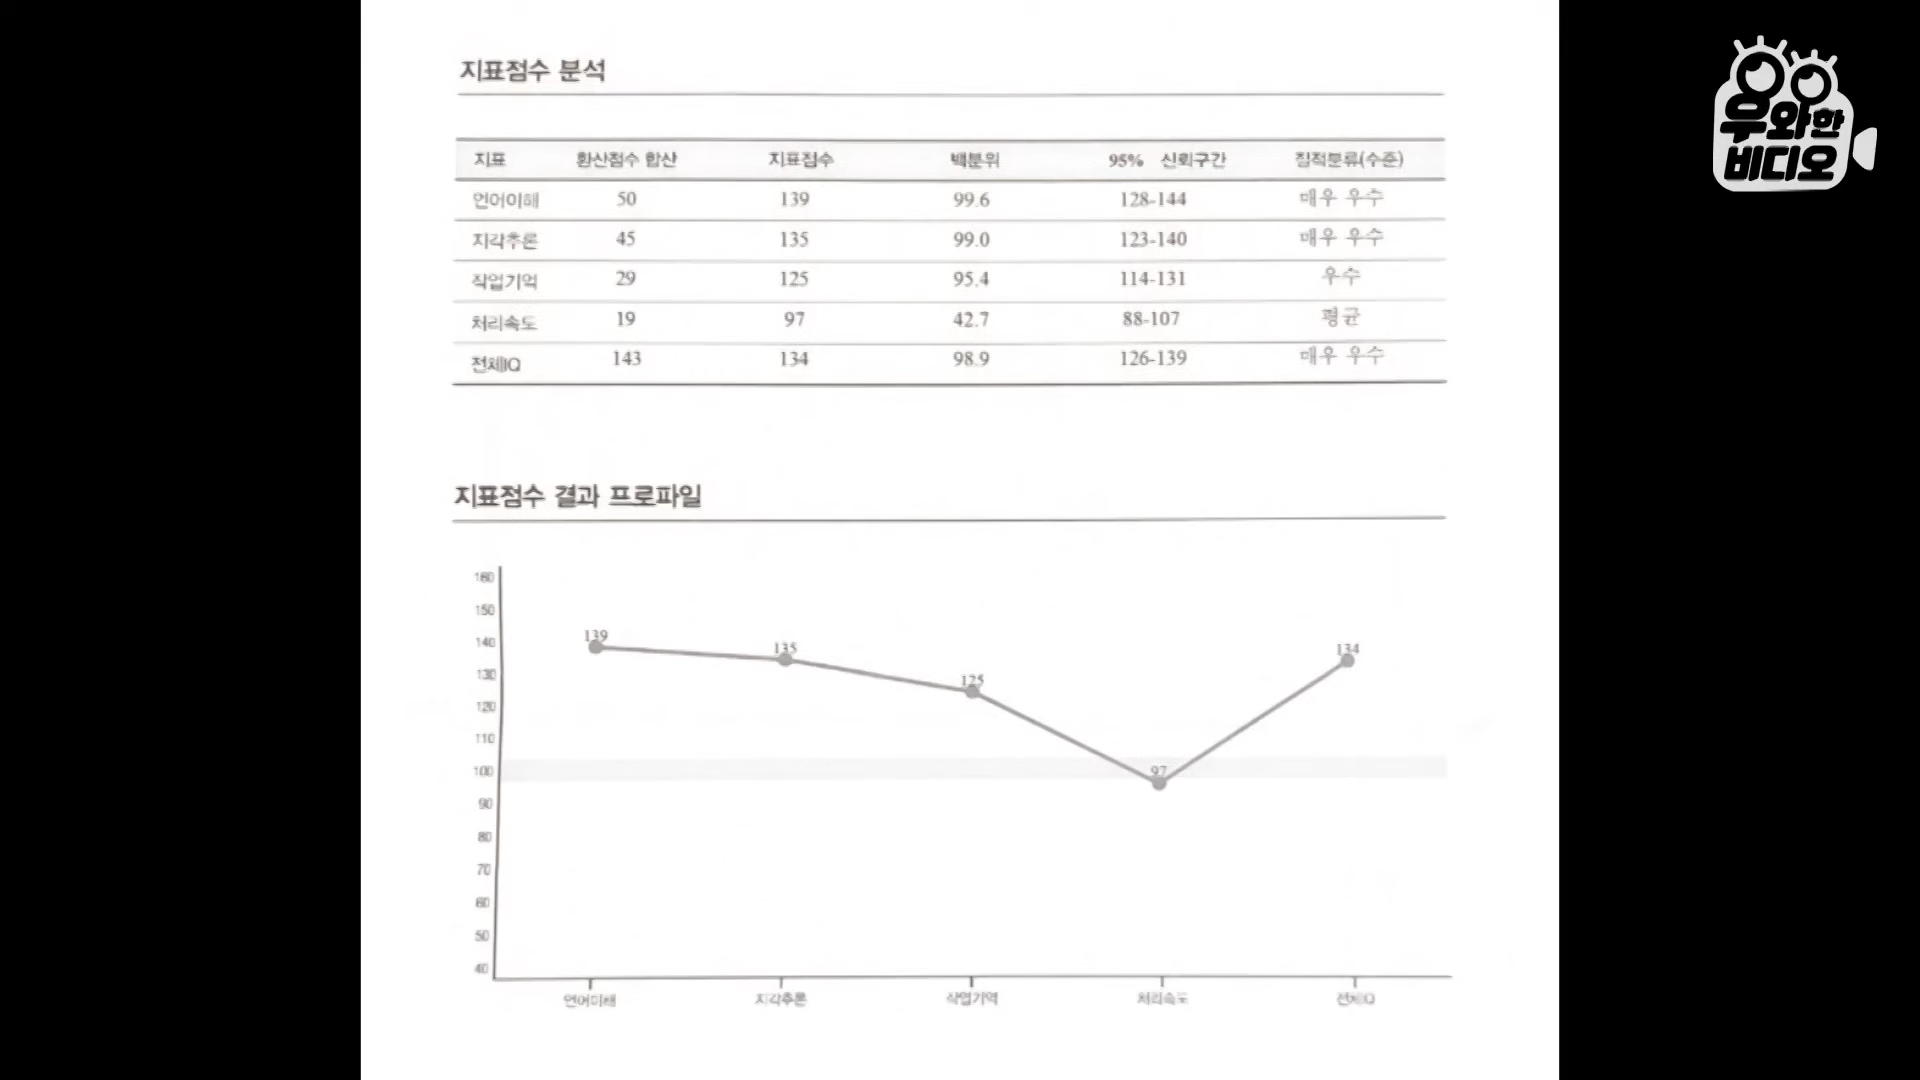 우와한
비디오
지표점수 분석
지표 환산점수 합산 지표점수 백분위 95% 신뢰구간 질적분류(수준)
언어이해 50 139 99.6 128-144 매우 우수
지각추론 45 135 99.0 123-140 매우 우수
작업기억 29 125 95.4 114-131 우수
처리속도 19 97 42.7 88-107 평균
전체IQ 143 134 98.9 126-139 매우 우수
지표점수 결과 프로파일
160
150
140
130
120
110
100
90
80
70
60
50
40
139
135
125
97
134
언어이해 지각추론 작업기억 처리속도 전체IQ